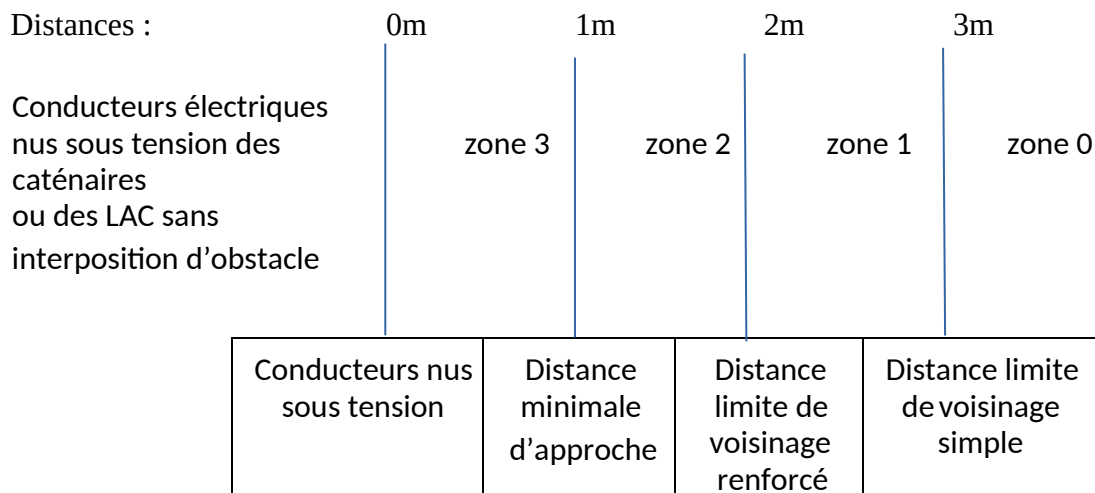 Distances : 0m 1m 2m 3m
Conducteurs électriques
nus sous tension des zone 3 zone 2 zone 1 zone 0
caténaires
ou des LAC sans
interposition d’obstacle
Conducteurs nus
sous tension
Distance
minimale
d’approche
Distance
limite de
voisinage
renforcé
Distance limite
de voisinage
simple